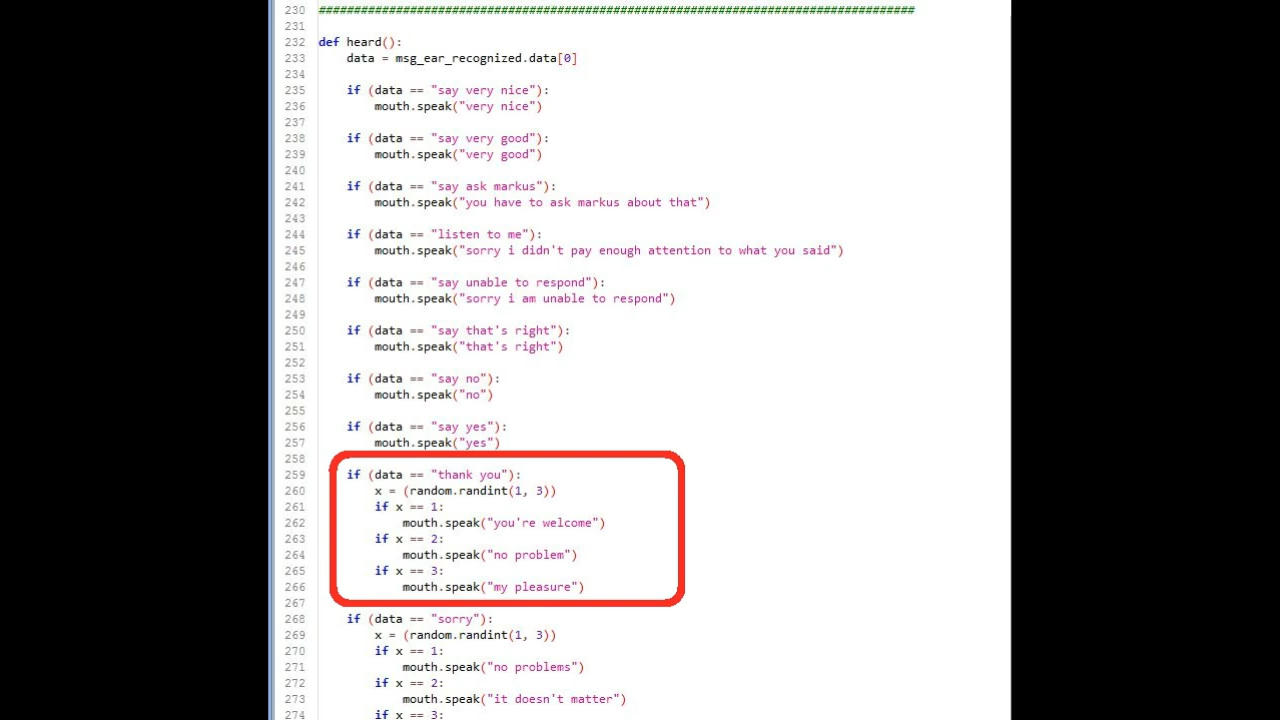 230 #####################################################################################
231
232 def heard():
233     data = msg_ear_recognized.data[0]
234
235     if (data == "say very nice"):
236         mouth.speak("very nice")
237
238     if (data == "say very good"):
239         mouth.speak("very good")
240
241     if (data == "say ask markus"):
242         mouth.speak("you have to ask markus about that")
243
244     if (data == "listen to me"):
245         mouth.speak("sorry i didn't pay enough attention to what you said")
246
247     if (data == "say unable to respond"):
248         mouth.speak("sorry i am unable to respond")
249
250     if (data == "say that's right"):
251         mouth.speak("that's right")
252
253     if (data == "say no"):
254         mouth.speak("no")
255
256     if (data == "say yes"):
257         mouth.speak("yes")
258
259     if (data == "thank you"):
260         x = (random.randint(1, 3))
261         if x == 1:
262             mouth.speak("you're welcome")
263         if x == 2:
264             mouth.speak("no problem")
265         if x == 3:
266             mouth.speak("my pleasure")
267
268     if (data == "sorry"):
269         x = (random.randint(1, 3))
270         if x == 1:
271             mouth.speak("no problems")
272         if x == 2:
273             mouth.speak("it doesn't matter")
274         if x == 3: